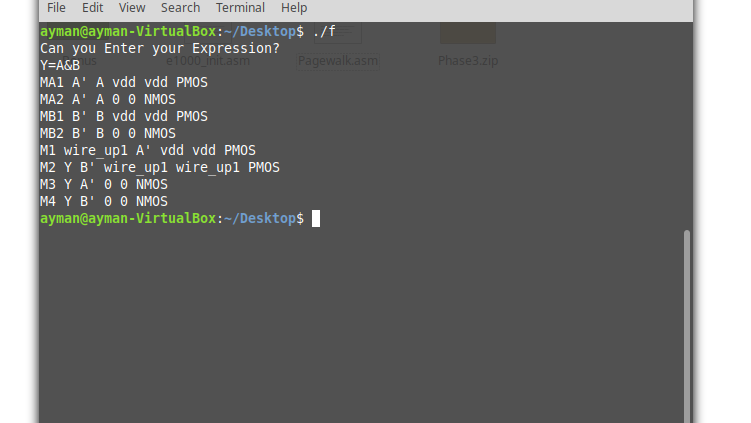 File Edit View Search Terminal Help
ayman@ayman-VirtualBox:~/Desktop$ ./f
Can you Enter your Expression?
e1000_init.asm Pagewalk.asm Phase3.zip
Y=A&B
MA1 A' A vdd vdd PMOS
MA2 A' A 0 0 NMOS
MB1 B' B vdd vdd PMOS
MB2 B' B 0 0 NMOS
M1 wire_up1 A' vdd vdd PMOS
M2 Y B' wire_up1 wire_up1 PMOS
M3 Y A' 0 0 NMOS
M4 Y B' 0 0 NMOS
ayman@ayman-VirtualBox:~/Desktop$